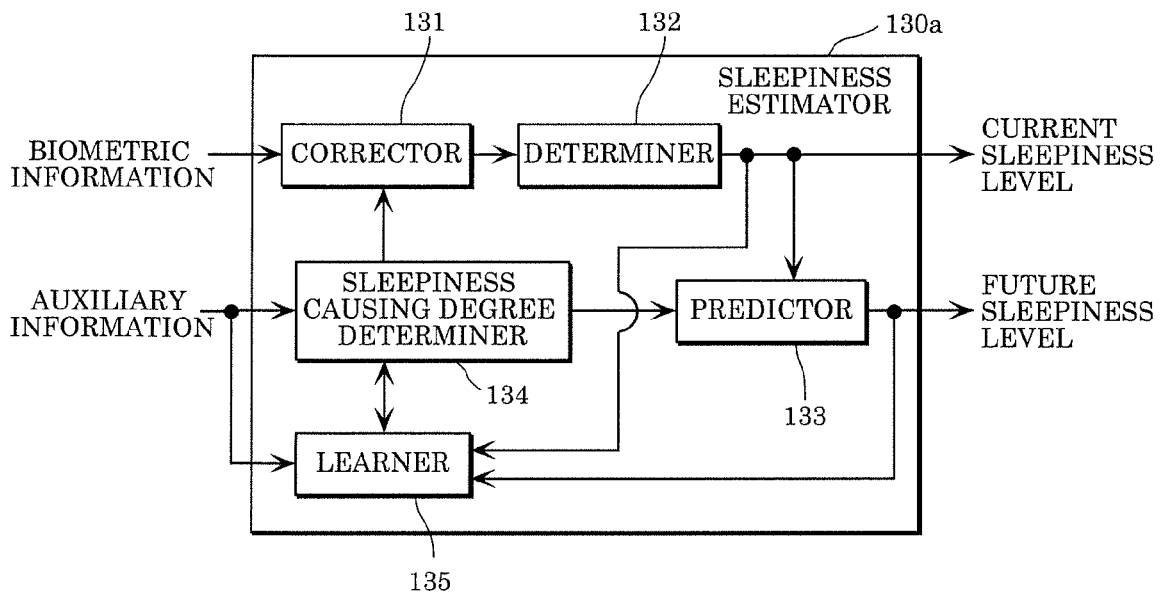 131
132
130a
SLEEPINESS
ESTIMATOR
BIOMETRIC
INFORMATION
CORRECTOR
DETERMINER
CURRENT
SLEEPINESS
LEVEL
AUXILIARY
INFORMATION
SLEEPINESS
CAUSING DEGREE
DETERMINER
PREDICTOR
FUTURE
SLEEPINESS
LEVEL
134
133
LEARNER
135